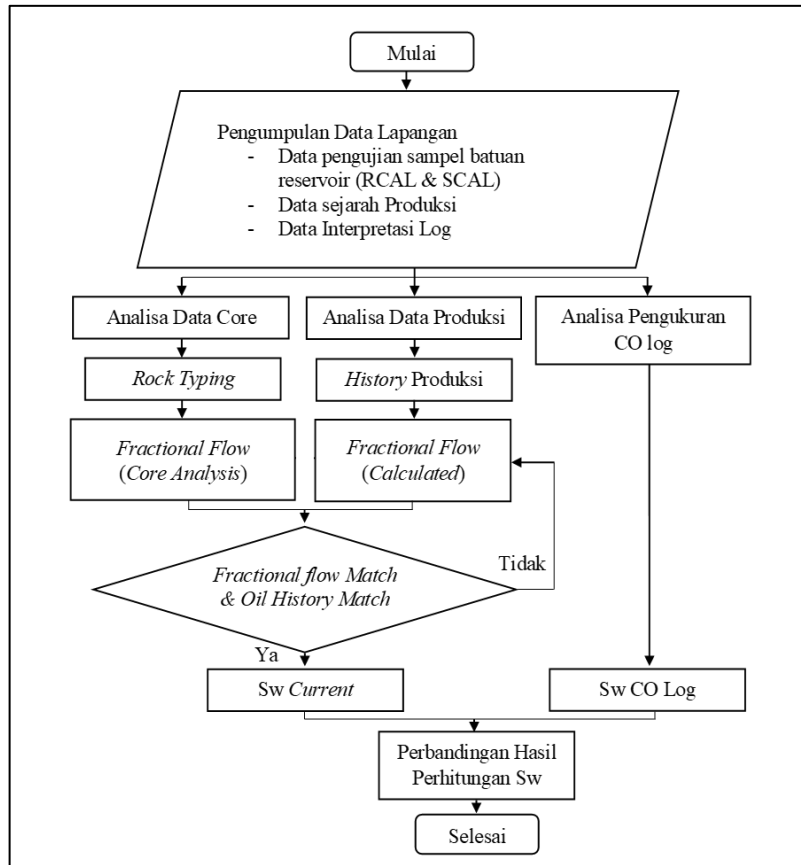 Mulai
Pengumpulan Data Lapangan
- Data pengujian sampel batuan
reservoir (RCAL & SCAL)
- Data sejarah Produksi
- Data Interpretasi Log
Analisa Data Core
Analisa Data Produksi
Analisa Pengukuran
CO log
Rock Typing
History Produksi
Fractional Flow
(Core Analysis)
Fractional Flow
(Calculated)
Fractional flow Match
& Oil History Match
Tidak
Ya
Sw Current
Sw CO Log
Perbandingan Hasil
Perhitungan Sw
Selesai